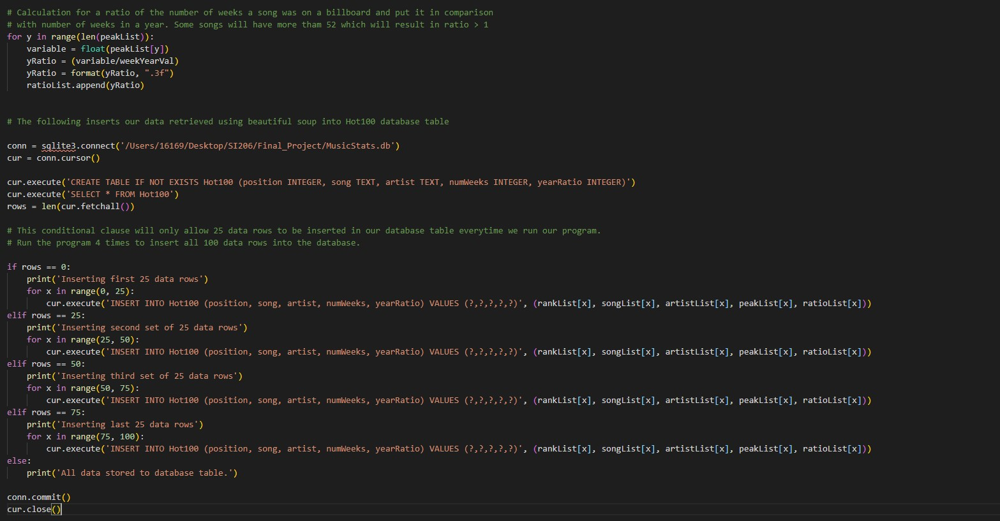 # Calculation for a ratio of the number of weeks a song was on a billboard and put it in comparison
# with number of weeks in a year. Some songs will have more tham 52 which will result in ratio > 1
for y in range(len(peakList)):
    variable = float(peakList[y])
    yRatio = (variable/weekYearVal)
    yRatio = format(yRatio, ".3f")
    ratioList.append(yRatio)
# The following inserts our data retrieved using beautiful soup into Hot100 database table
conn = sqlite3.connect('/Users/16169/Desktop/SI206/Final_Project/MusicStats.db')
cur = conn.cursor()
cur.execute('CREATE TABLE IF NOT EXISTS Hot100 (position INTEGER, song TEXT, artist TEXT, numWeeks INTEGER, yearRatio INTEGER)')
cur.execute('SELECT * FROM Hot100')
rows = len(cur.fetchall())
# This conditional clause will only allow 25 data rows to be inserted in our database table everytime we run our program.
# Run the program 4 times to insert all 100 data rows into the database.
if rows == 0:
    print('Inserting first 25 data rows')
    for x in range(0, 25):
        cur.execute('INSERT INTO Hot100 (position, song, artist, numWeeks, yearRatio) VALUES (?,?,?,?,?)', (rankList[x], songList[x], artistList[x], peakList[x], ratioList[x]))
elif rows == 25:
    print('Inserting second set of 25 data rows')
    for x in range(25, 50):
        cur.execute('INSERT INTO Hot100 (position, song, artist, numWeeks, yearRatio) VALUES (?,?,?,?,?)', (rankList[x], songList[x], artistList[x], peakList[x], ratioList[x]))
elif rows == 50:
    print('Inserting third set of 25 data rows')
    for x in range(50, 75):
        cur.execute('INSERT INTO Hot100 (position, song, artist, numWeeks, yearRatio) VALUES (?,?,?,?,?)', (rankList[x], songList[x], artistList[x], peakList[x], ratioList[x]))
elif rows == 75:
    print('Inserting last 25 data rows')
    for x in range(75, 100):
        cur.execute('INSERT INTO Hot100 (position, song, artist, numWeeks, yearRatio) VALUES (?,?,?,?,?)', (rankList[x], songList[x], artistList[x], peakList[x], ratioList[x]))
else:
    print('All data stored to database table.')
conn.commit()
cur.close()